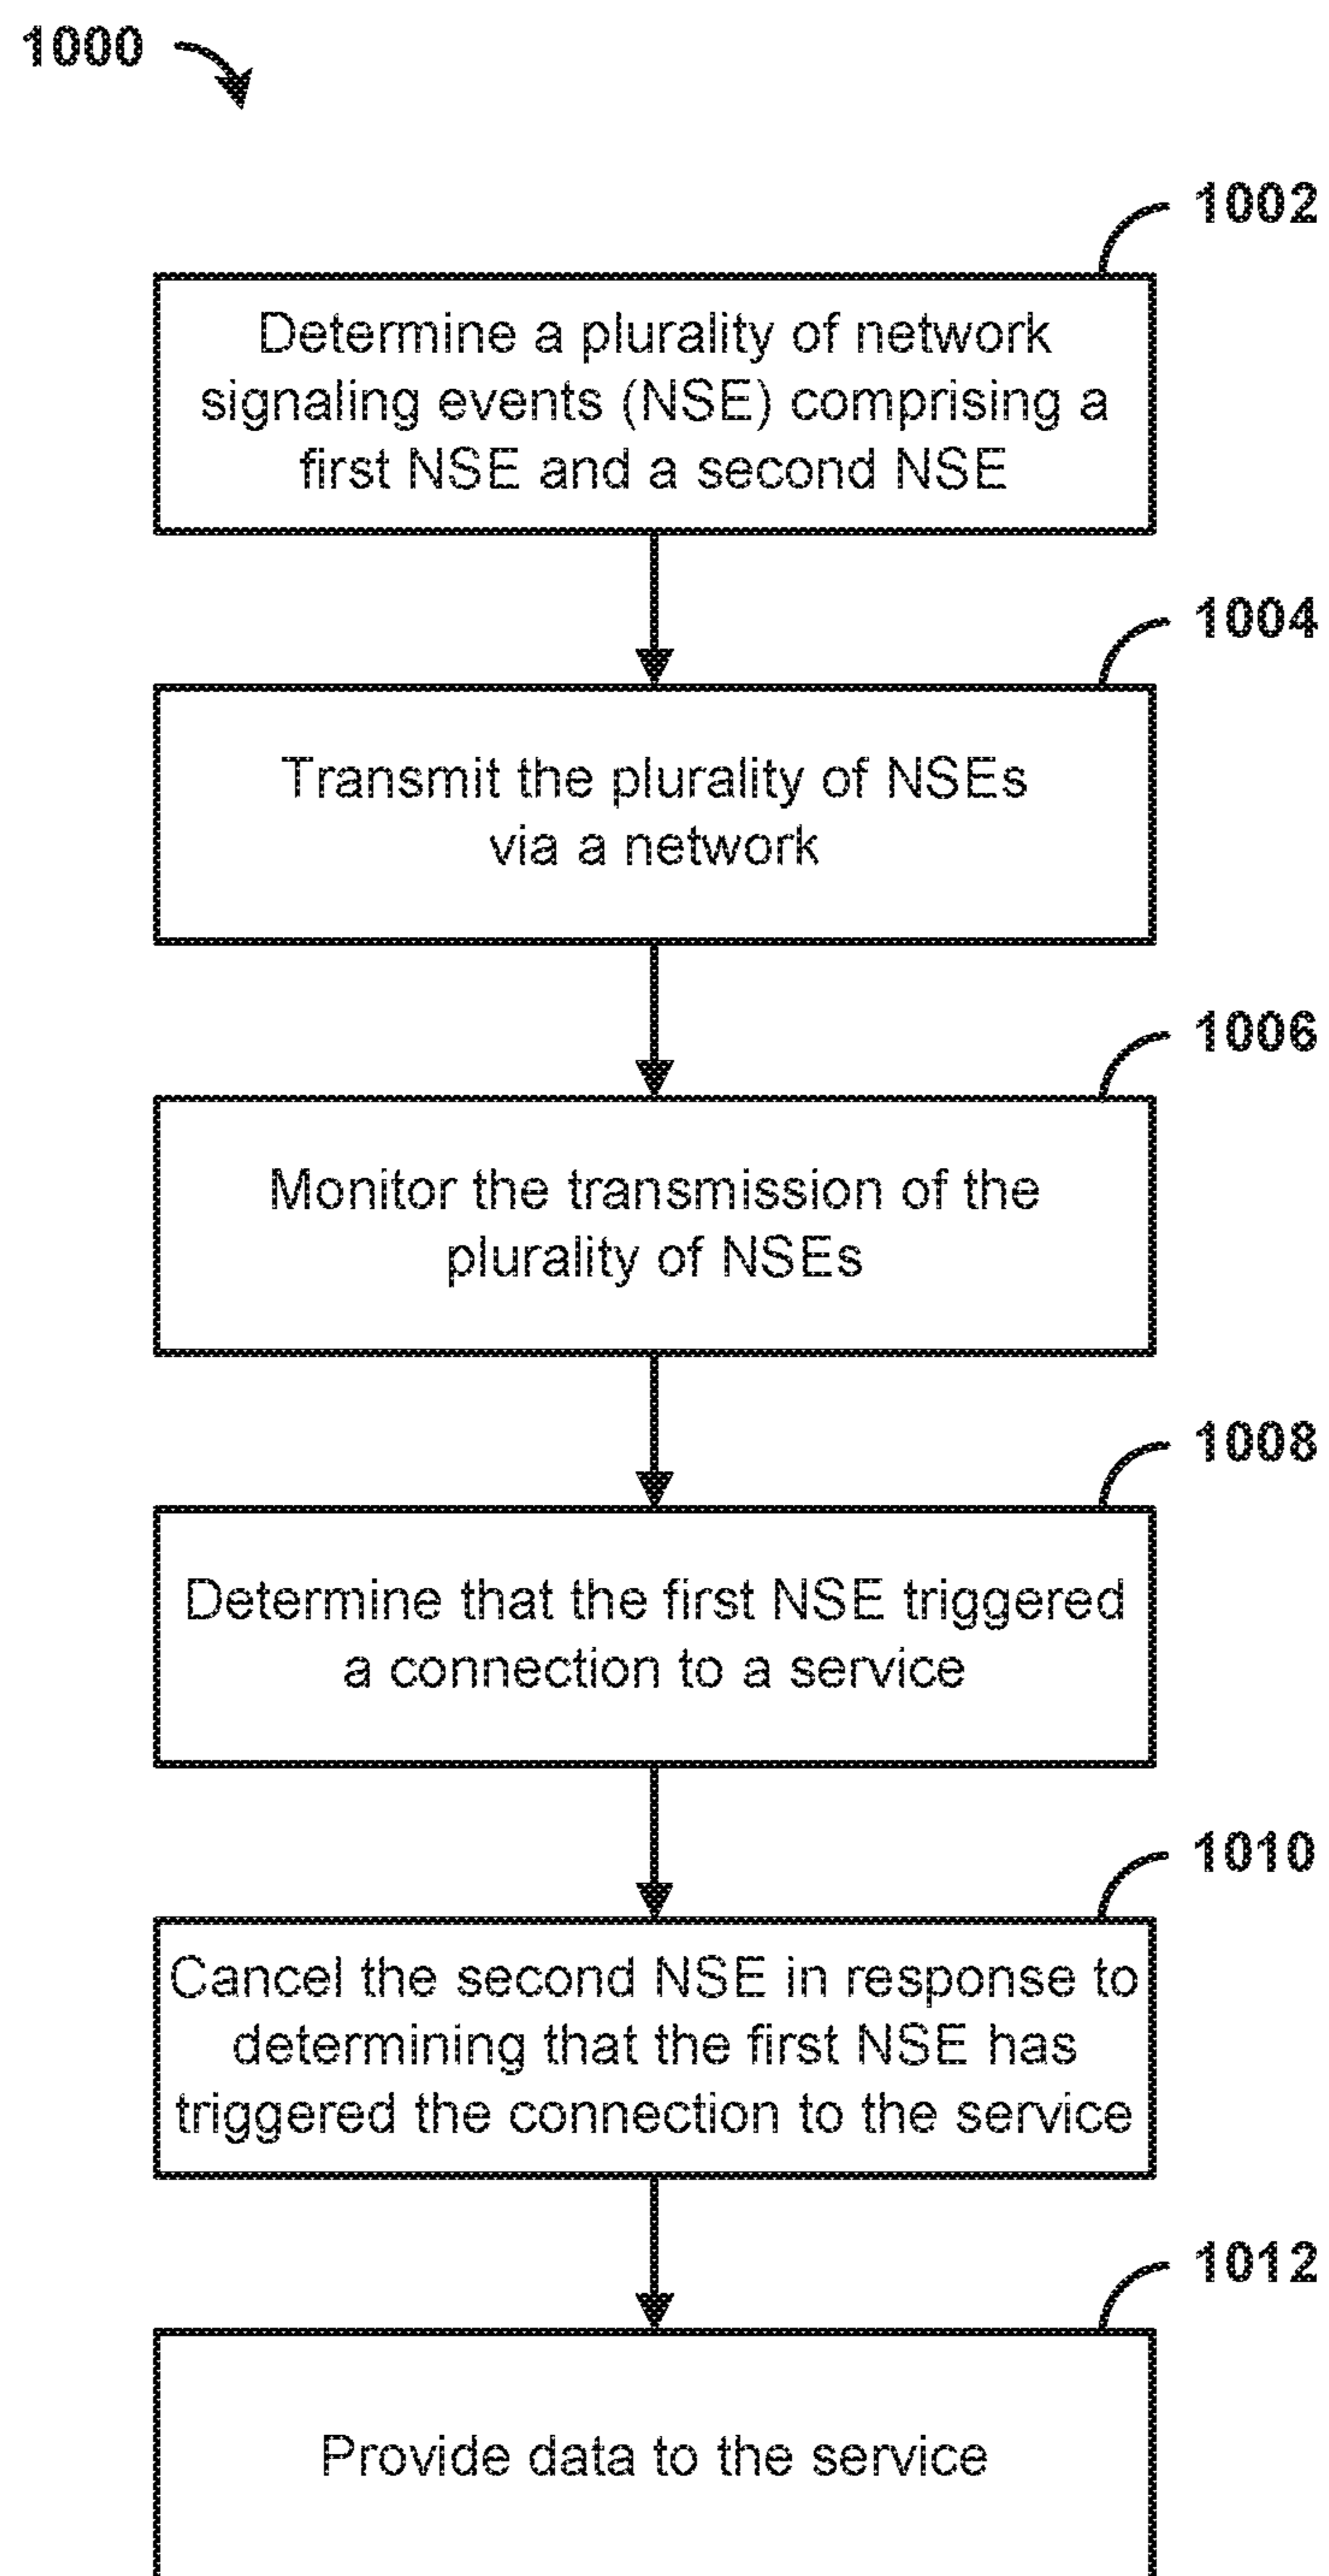 1000
1002
Determine a plurality of network
signaling events (NSE) comprising a
first NSE and a second NSE
1004
Transmit the plurality of NSEs
via a network
1006
Monitor the transmission of the
plurality of NSEs
1008
Determine that the first NSE triggered
a connection to a service
1010
Cancel the second NSE in response to
determining that the first NSE has
triggered the connection to the service
1012
Provide data to the service